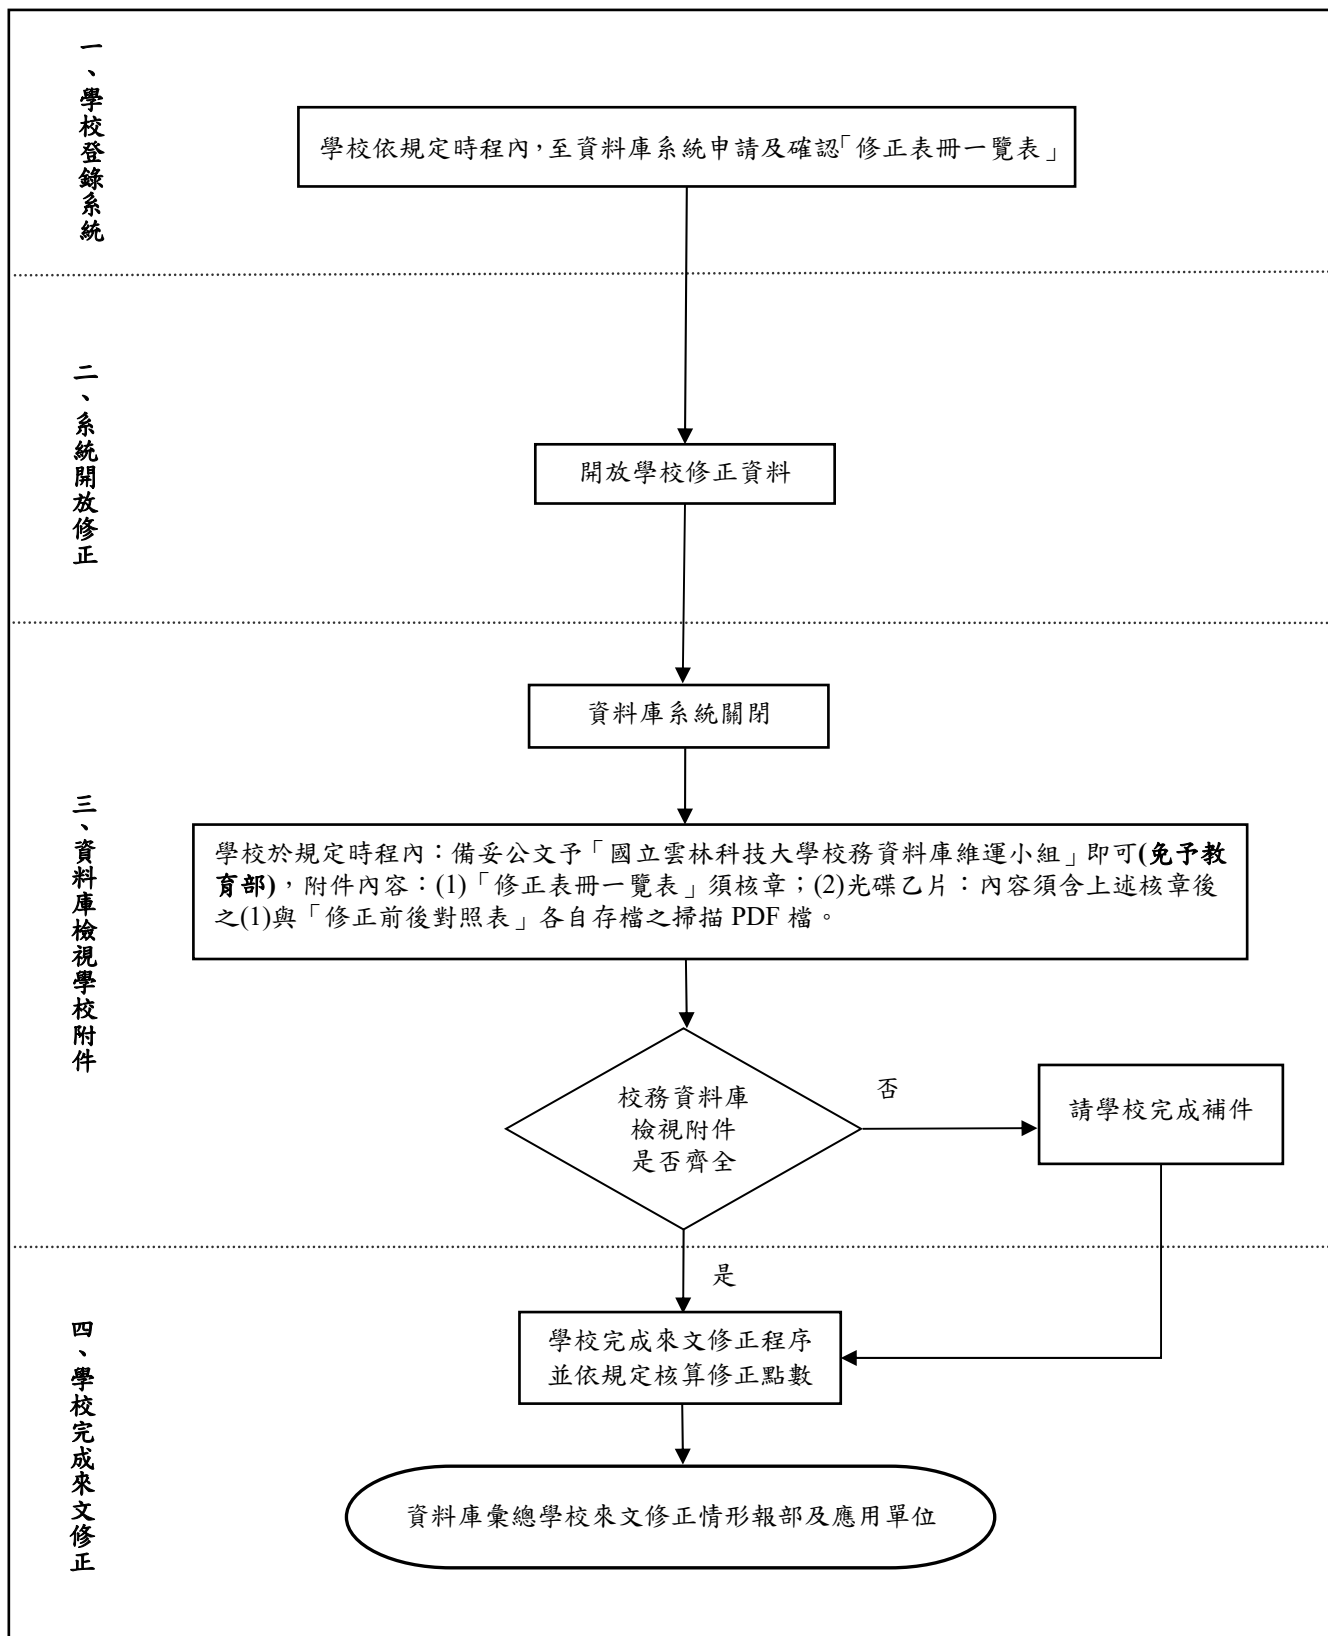 一、學校登錄系統
學校依規定時程內，至資料庫系統申請及確認「修正表冊一覽表」
二、系統開放修正
開放學校修正資料
三、資料庫檢視學校附件
資料庫系統關閉
學校於規定時程內：備妥公文予「國立雲林科技大學校務資料庫維運小組」即可(免予教
育部)，附件內容：(1)「修正表冊一覽表」須核章；(2)光碟乙片：內容須含上述核章後
之(1)與「修正前後對照表」各自存檔之掃描 PDF 檔。
校務資料庫
檢視附件
是否齊全
否
請學校完成補件
是
四、學校完成來文修正
學校完成來文修正程序
並依規定核算修正點數
資料庫彙總學校來文修正情形報部及應用單位